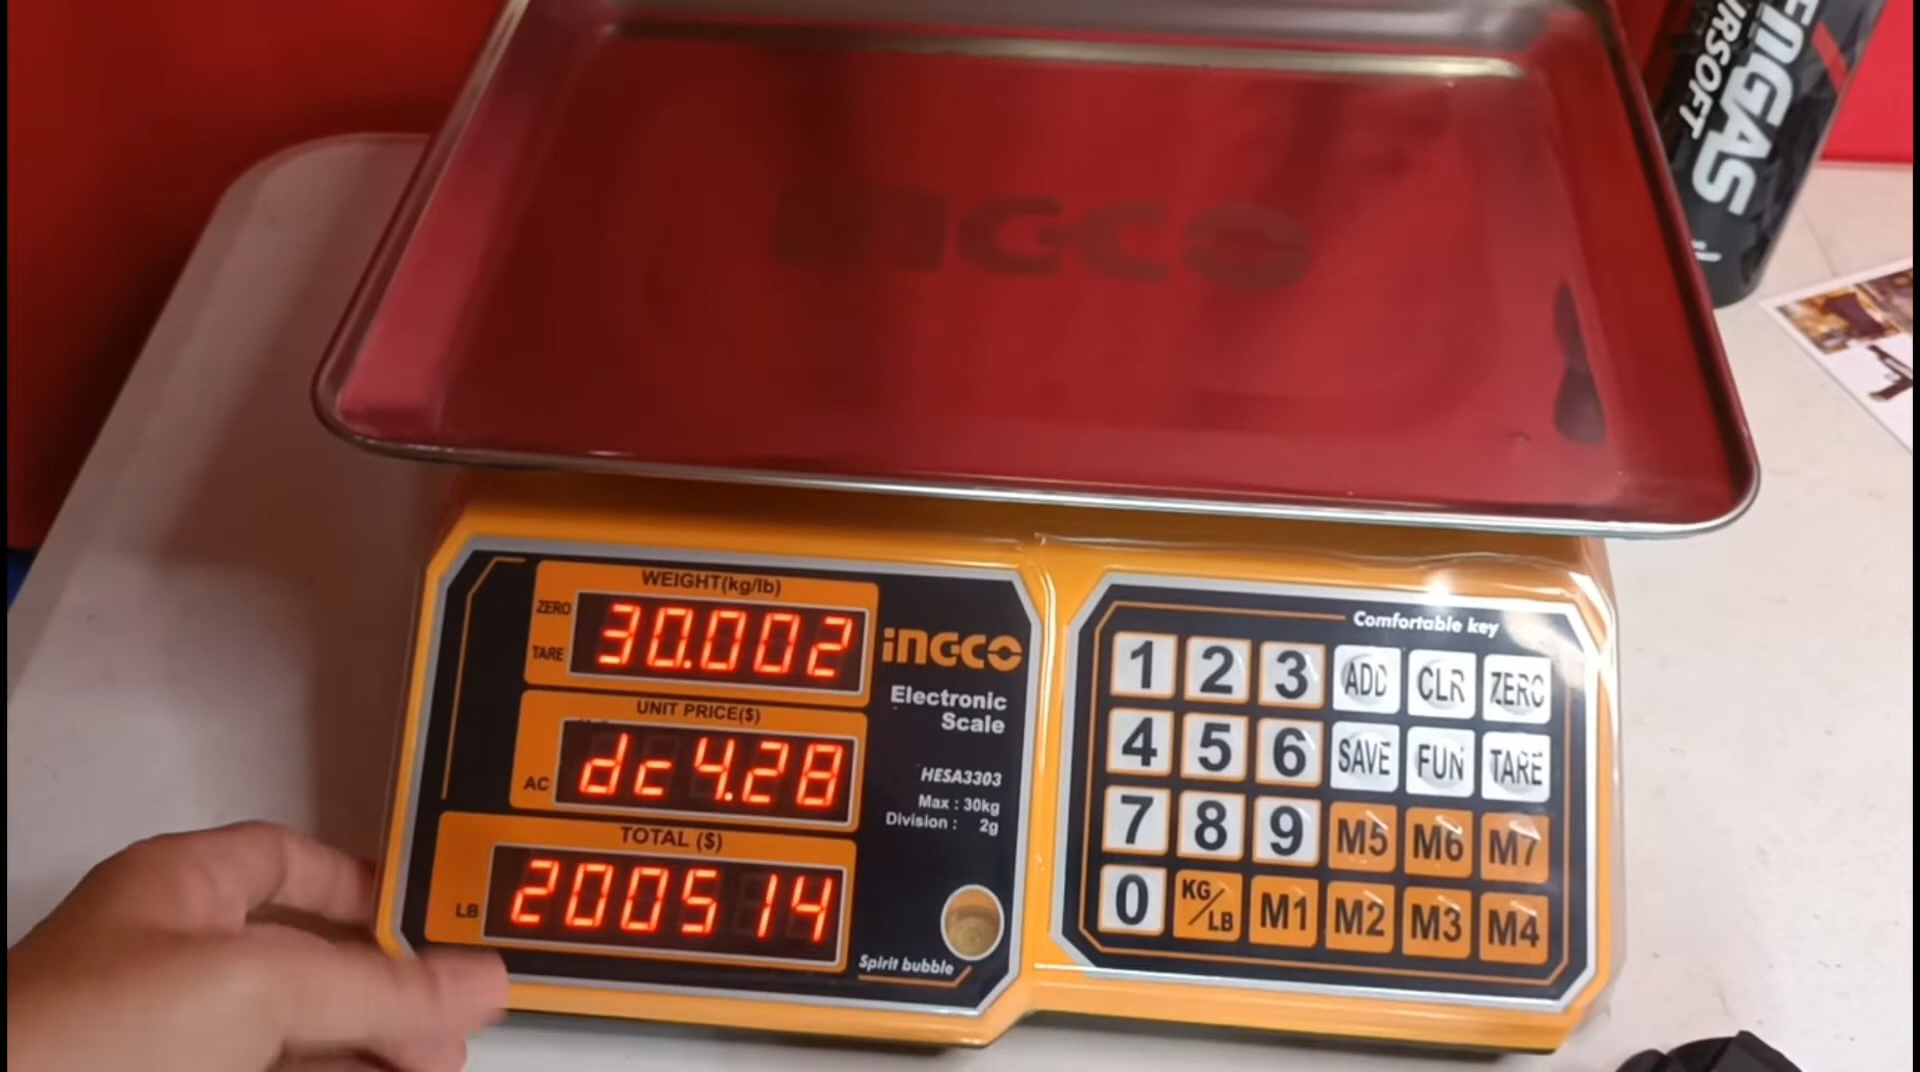 INGCO
ENGAS
IRSOFT
WEIGHT(kg/lb)
ZERO
TARE
30.002
UNIT PRICE($)
AC
dc 4.28
TOTAL ($)
LB
200514
INGCO
Electronic
Scale
HESA3303
Max : 30kg
Division : 2g
Spirit bubble
Comfortable key
1 2 3 ADD CLR ZERO
4 5 6 SAVE FUN TARE
7 8 9 M5 M6 M7
0 KG/LB M1 M2 M3 M4